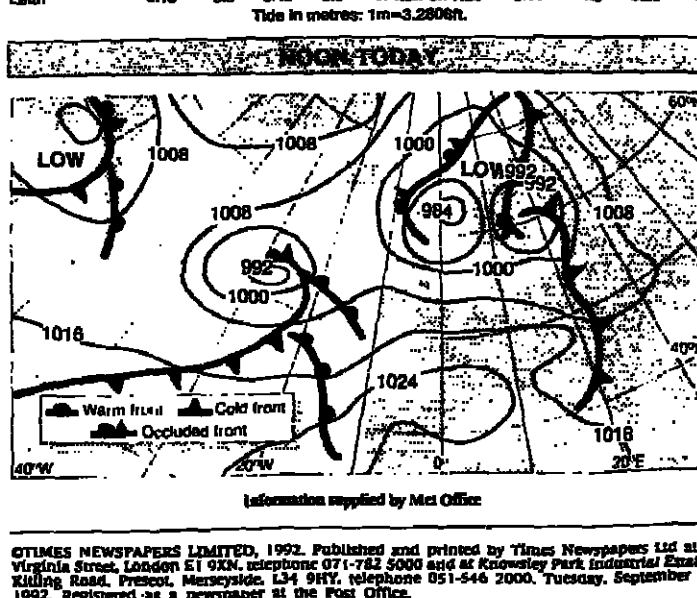 Tide in metres: 1m=3.2808ft.
NOON TODAY
1008
1008
1000
LOW
LOW
992
992
1008
984
1008
992
1000
1000
1016
1024
40°
Warm front
Cold front
Occluded front
1016
40°W
20°W
0°
20°E
Information supplied by Met Office
©TIMES NEWSPAPERS LIMITED, 1992. Published and printed by Times Newspapers Ltd at
Virginia Street, London E1 9XN, telephone 071-782 5000 and at Knowsley Park Industrial
Kitling Road, Prescot, Merseyside, L34 9HY, telephone 051-546 2000. Tuesday, September
1992. Registered as a newspaper at the Post Office.